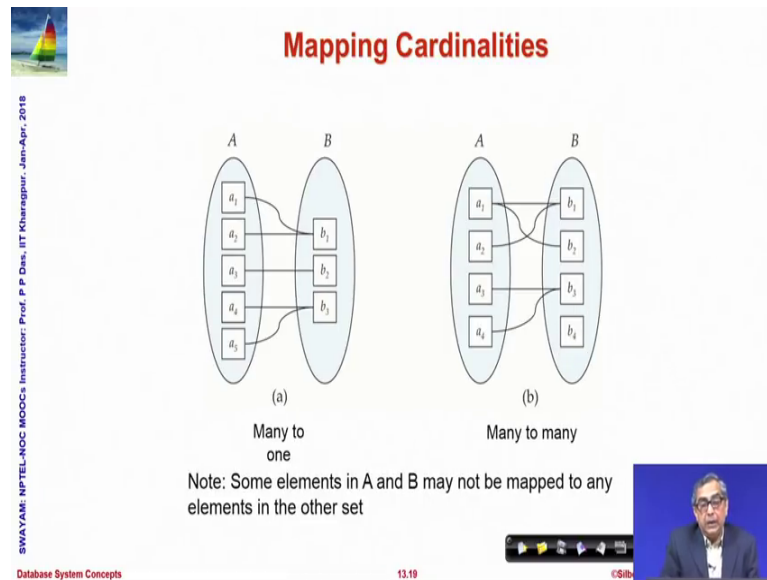 Mapping Cardinalities
SWAYAM: NPTEL-NOC MOOCs Instructor: Prof. P P Das, IIT Kharagpur. Jan-Apr, 2018
A B
a1
a2
a3
a4
a5
b1
b2
b3
(a)
Many to
one
A B
a1
a2
a3
a4
b1
b2
b3
b4
(b)
Many to many
Note: Some elements in A and B may not be mapped to any
elements in the other set
Database System Concepts 13.19